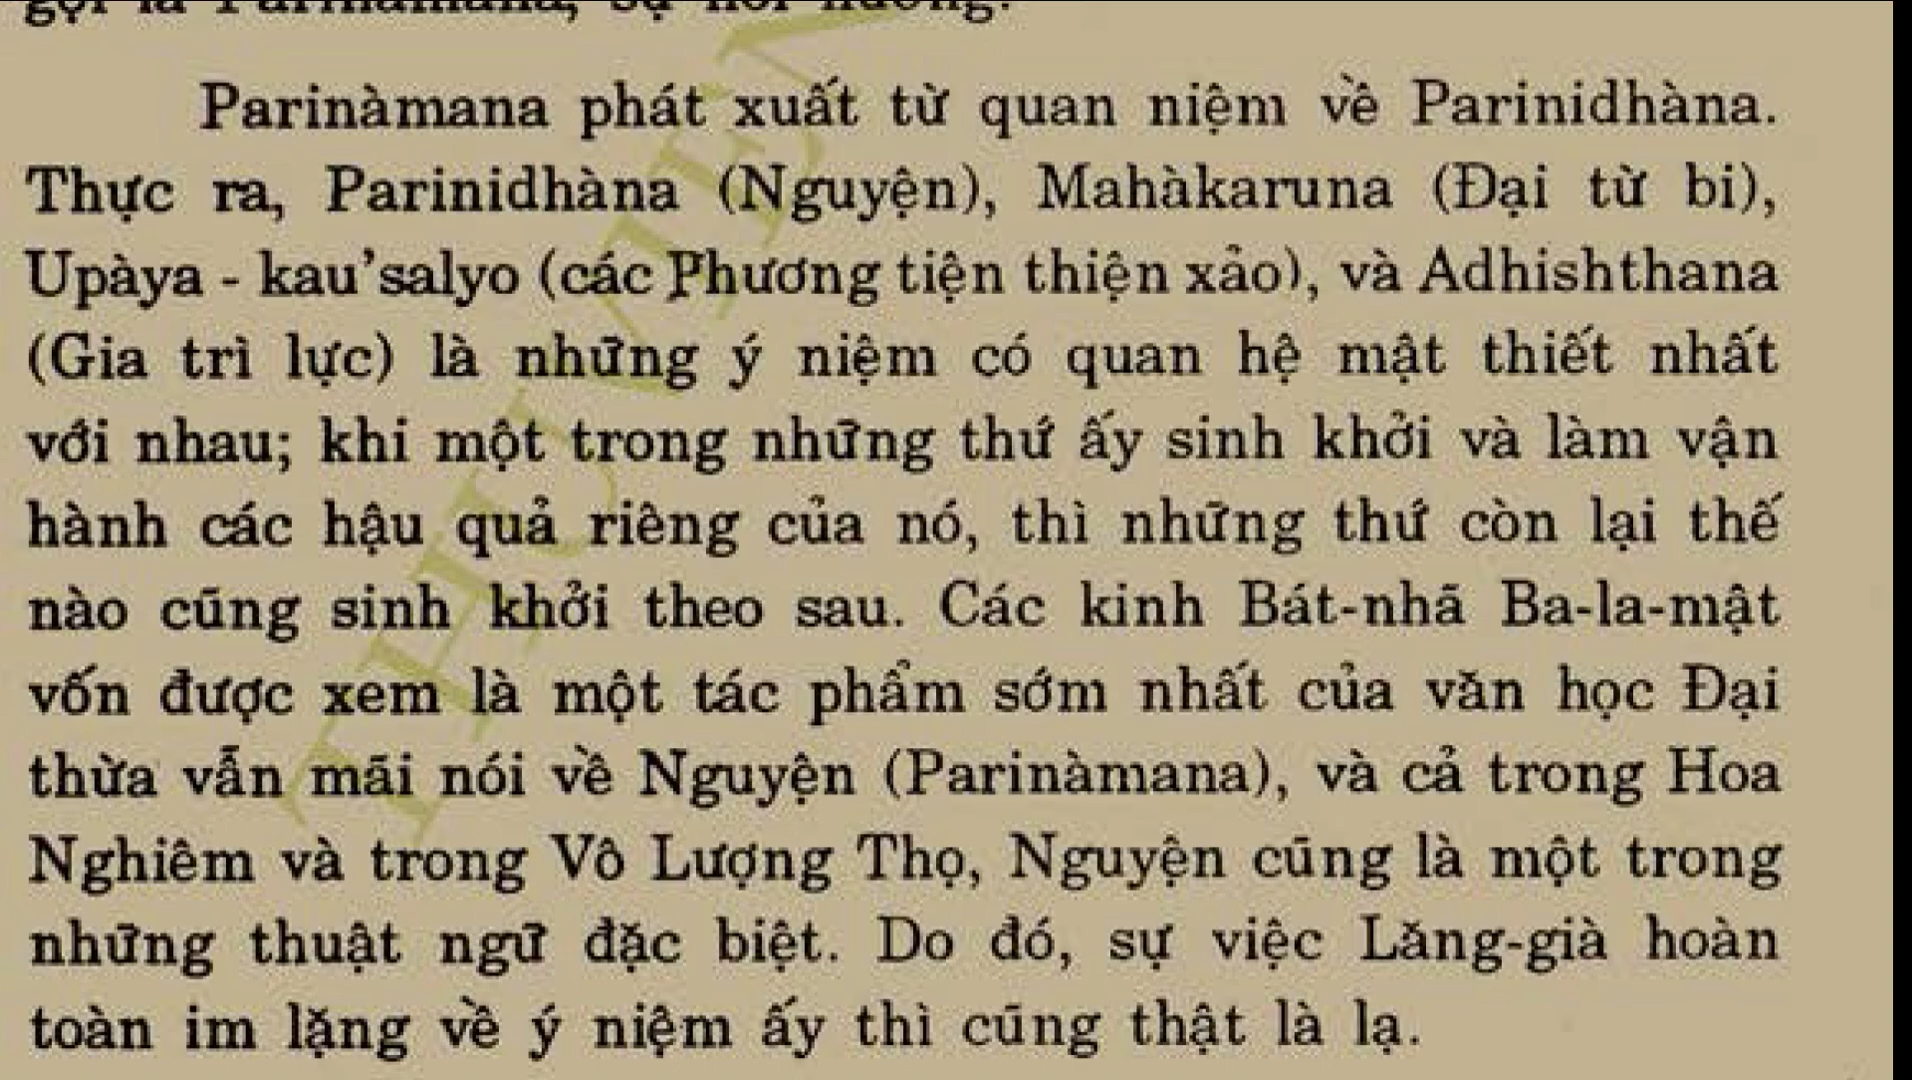 gọi là Parinàmana, sự hồi hướng.
Parinàmana phát xuất từ quan niệm về Parinidhàna.
Thực ra, Parinidhàna (Nguyện), Mahàkaruna (Đại từ bi),
Upàya - kau'salyo (các Phương tiện thiện xảo), và Adhishthana
(Gia trì lực) là những ý niệm có quan hệ mật thiết nhất
với nhau; khi một trong những thứ ấy sinh khởi và làm vận
hành các hậu quả riêng của nó, thì những thứ còn lại thế
nào cũng sinh khởi theo sau. Các kinh Bát-nhã Ba-la-mật
vốn được xem là một tác phẩm sớm nhất của văn học Đại
thừa vẫn mãi nói về Nguyện (Parinàmana), và cả trong Hoa
Nghiêm và trong Vô Lượng Thọ, Nguyện cũng là một trong
những thuật ngữ đặc biệt. Do đó, sự việc Lăng-già hoàn
toàn im lặng về ý niệm ấy thì cũng thật là lạ.